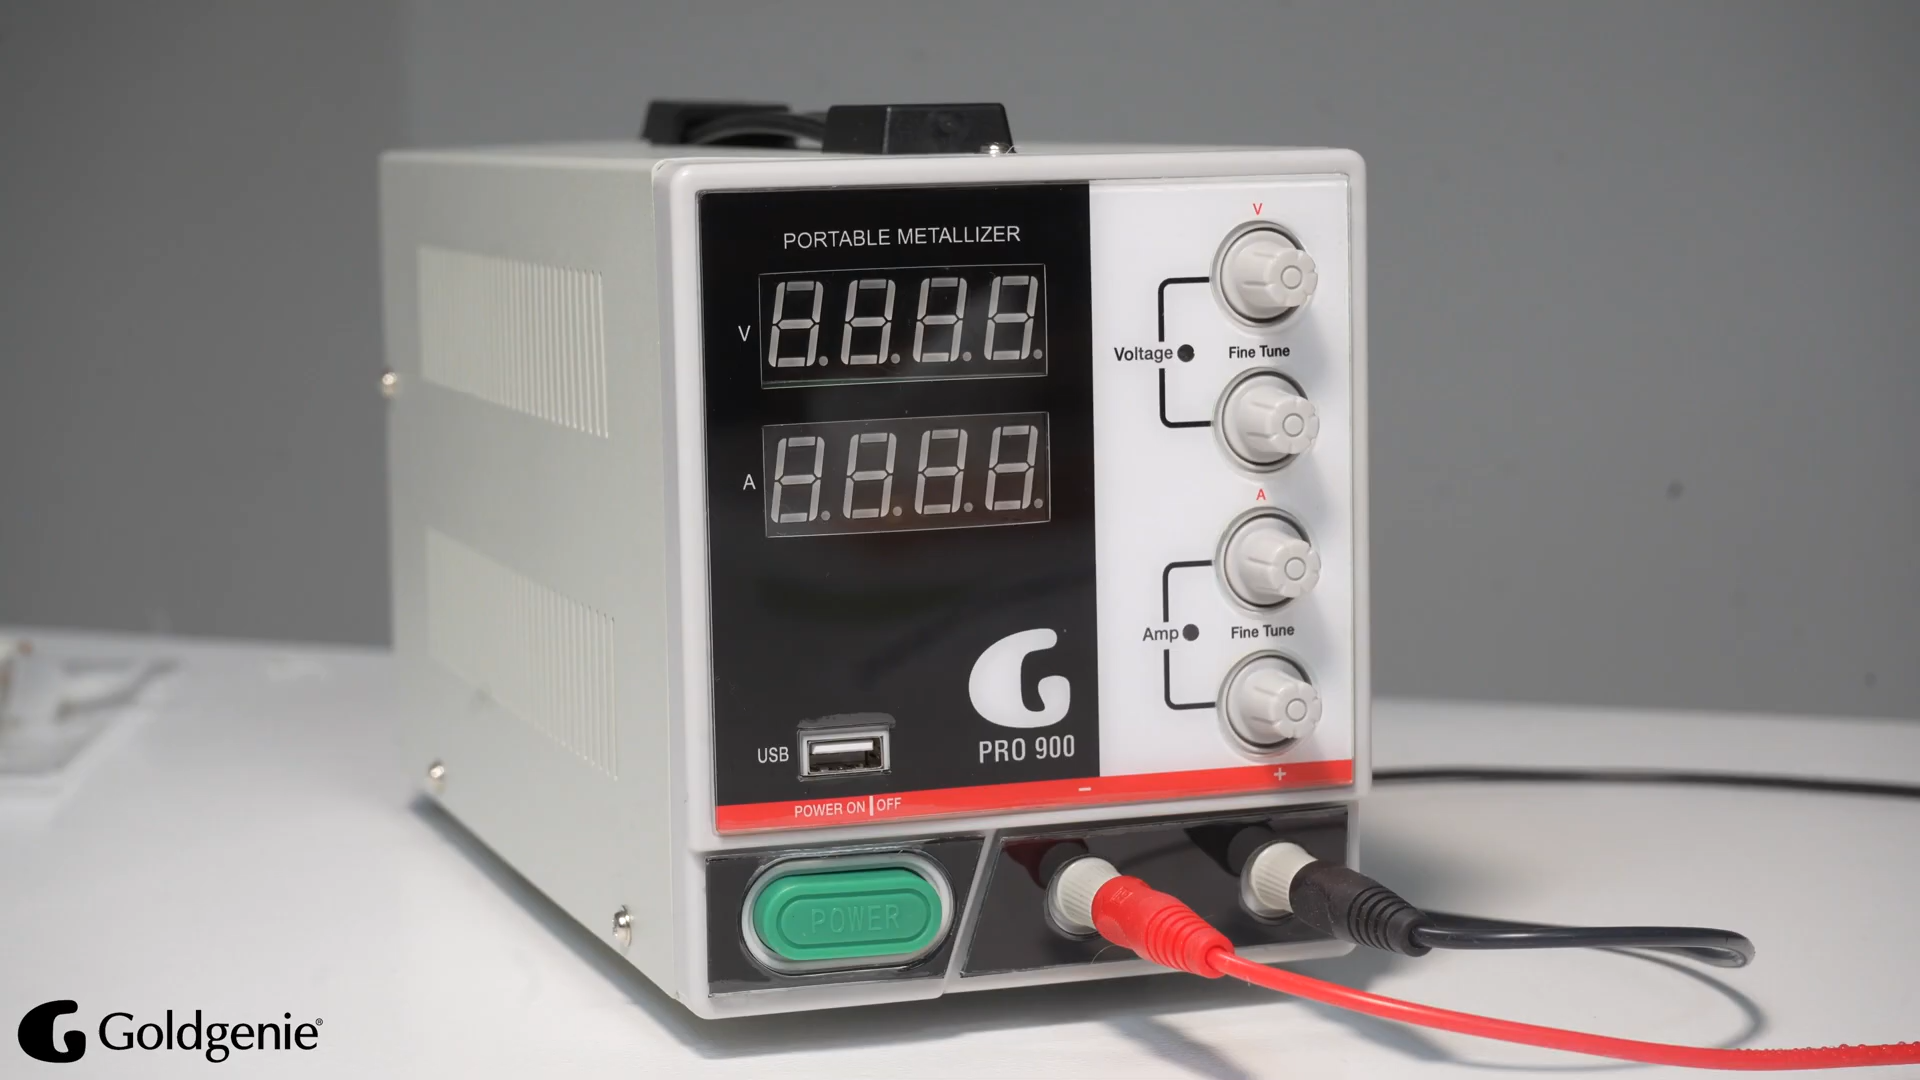 PORTABLE METALLIZER
V
A
V
Voltage
Fine Tune
A
Amp
Fine Tune
G
PRO 900
USB
POWER ON | OFF
-
+
POWER
Goldgenie®